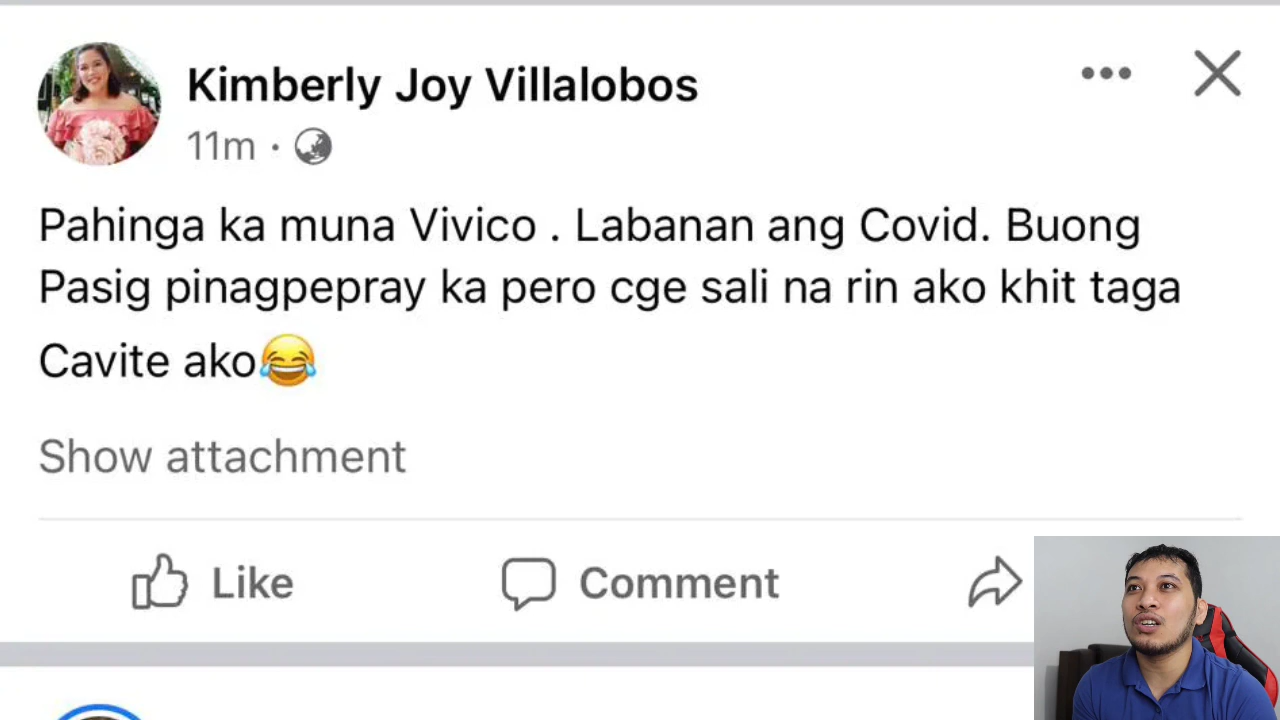 Kimberly Joy Villalobos
11m ·
Pahinga ka muna Vivico . Labanan ang Covid. Buong
Pasig pinagpepray ka pero cge sali na rin ako khit taga
Cavite ako😂
Show attachment
Like
Comment